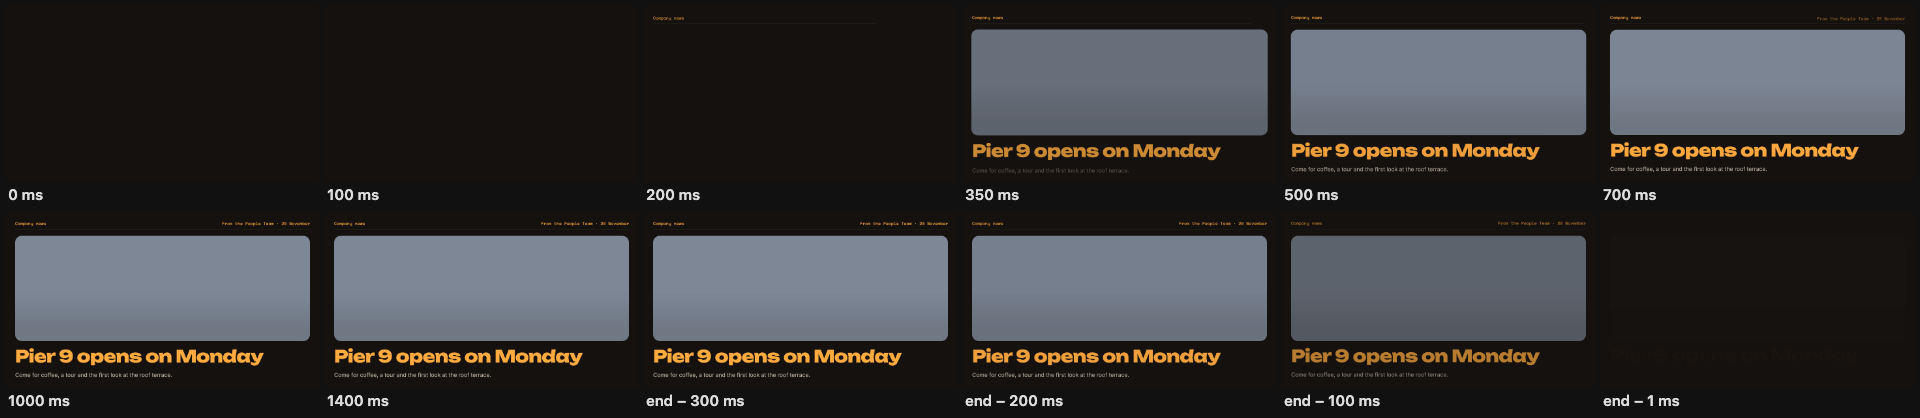 0 ms
100 ms
Company name
200 ms
Company name
Pier 9 opens on Monday
Come for coffee, a tour and the first look at the roof terrace.
350 ms
Company name
Pier 9 opens on Monday
Come for coffee, a tour and the first look at the roof terrace.
500 ms
Company name
From the People Team · 28 November
Pier 9 opens on Monday
Come for coffee, a tour and the first look at the roof terrace.
700 ms
Company name
From the People Team · 28 November
Pier 9 opens on Monday
Come for coffee, a tour and the first look at the roof terrace.
1000 ms
Company name
From the People Team · 28 November
Pier 9 opens on Monday
Come for coffee, a tour and the first look at the roof terrace.
1400 ms
Company name
From the People Team · 28 November
Pier 9 opens on Monday
Come for coffee, a tour and the first look at the roof terrace.
end – 300 ms
Company name
From the People Team · 28 November
Pier 9 opens on Monday
Come for coffee, a tour and the first look at the roof terrace.
end – 200 ms
Company name
From the People Team · 28 November
Pier 9 opens on Monday
Come for coffee, a tour and the first look at the roof terrace.
end – 100 ms
Pier 9 opens on Monday
end – 1 ms